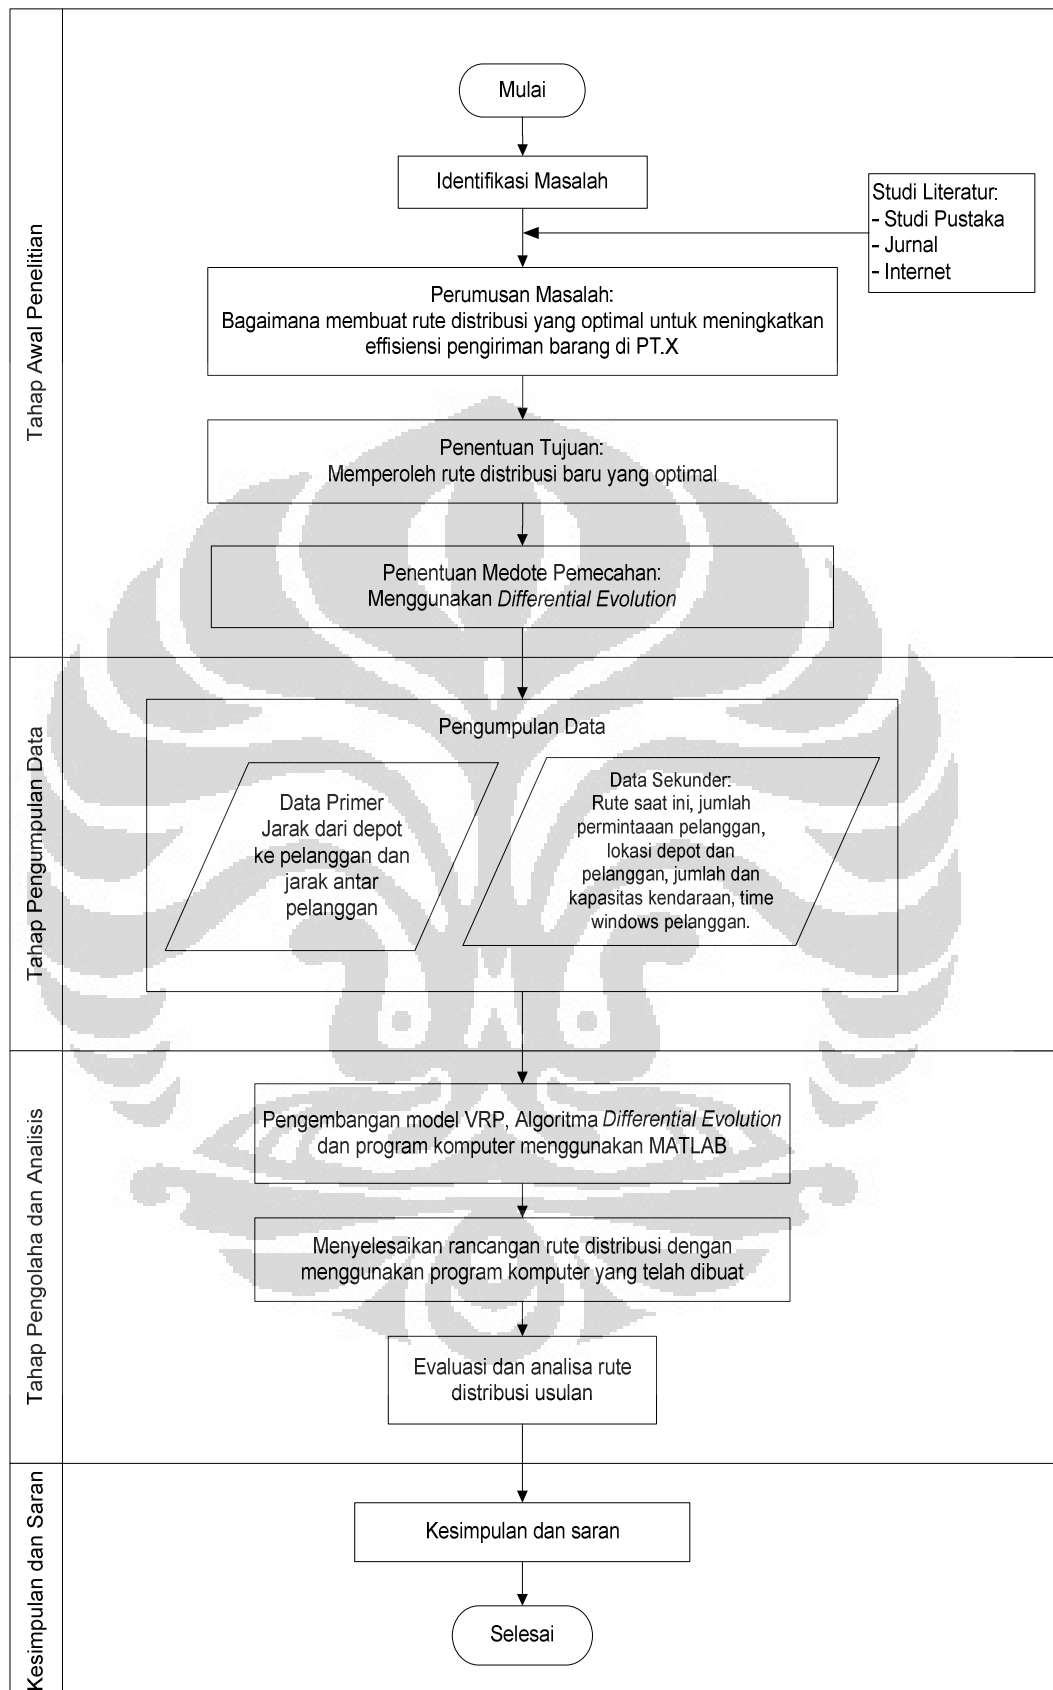 Tahap Awal Penelitian
Mulai
Identifikasi Masalah
Studi Literatur:
- Studi Pustaka
- Jurnal
- Internet
Perumusan Masalah:
Bagaimana membuat rute distribusi yang optimal untuk meningkatkan
effisiensi pengiriman barang di PT.X
Penentuan Tujuan:
Memperoleh rute distribusi baru yang optimal
Penentuan Medote Pemecahan:
Menggunakan Differential Evolution
Tahap Pengumpulan Data
Pengumpulan Data
Data Primer
Jarak dari depot
ke pelanggan dan
jarak antar
pelanggan
Data Sekunder:
Rute saat ini, jumlah
permintaaan pelanggan,
lokasi depot dan
pelanggan, jumlah dan
kapasitas kendaraan, time
windows pelanggan.
Tahap Pengolaha dan Analisis
Pengembangan model VRP, Algoritma Differential Evolution
dan program komputer menggunakan MATLAB
Menyelesaikan rancangan rute distribusi dengan
menggunakan program komputer yang telah dibuat
Evaluasi dan analisa rute
distribusi usulan
Kesimpulan dan Saran
Kesimpulan dan saran
Selesai